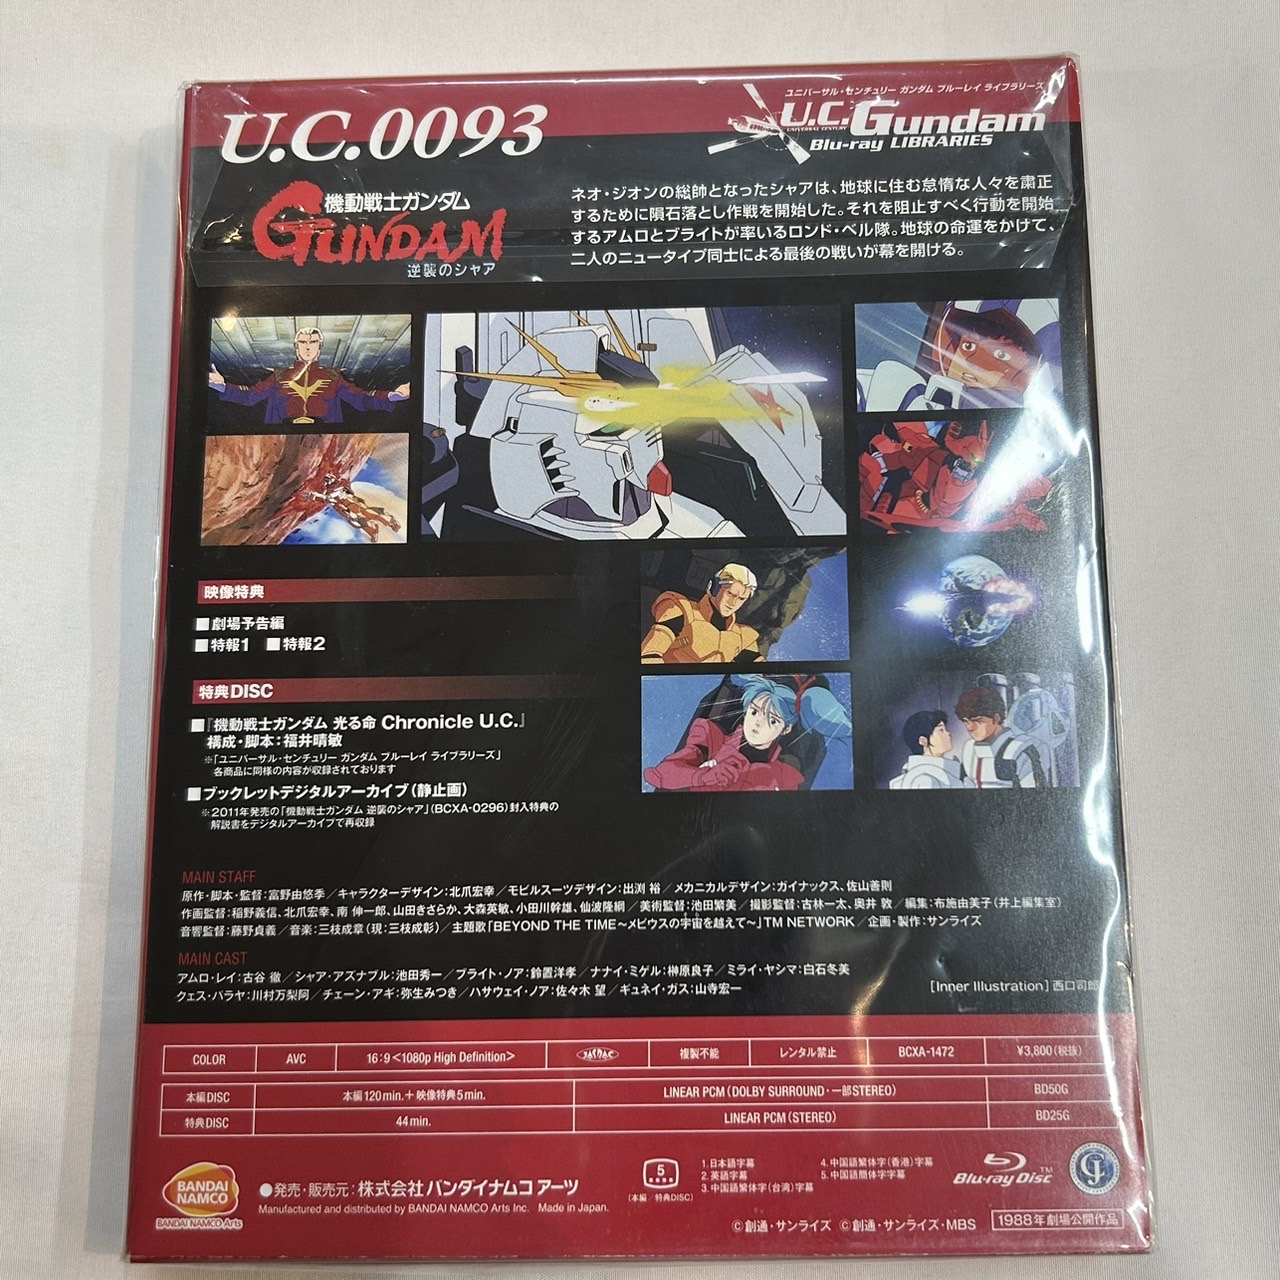 U.C.0093
ユニバーサル・センチュリー ガンダム ブルーレイ ライブラリーズ
U.C.Gundam
UNIVERSAL CENTURY
Blu-ray LIBRARIES
機動戦士ガンダム
GUNDAM
逆襲のシャア
ネオ・ジオンの総帥となったシャアは、地球に住む怠惰な人々を粛正
するために隕石落とし作戦を開始した。それを阻止すべく行動を開始
するアムロとブライトが率いるロンド・ベル隊。地球の命運をかけて、
二人のニュータイプ同士による最後の戦いが幕を開ける。
映像特典
■劇場予告編
■特報1 ■特報2
特典DISC
■『機動戦士ガンダム 光る命 Chronicle U.C.』
構成・脚本：福井晴敏
※「ユニバーサル・センチュリー ガンダム ブルーレイ ライブラリーズ」
各商品に同様の内容が収録されております
■ブックレットデジタルアーカイブ（静止画）
※2011年発売の「機動戦士ガンダム 逆襲のシャア」（BCXA-0296）封入特典の
解説書をデジタルアーカイブで再収録
MAIN STAFF
原作・脚本・監督：富野由悠季／キャラクターデザイン：北爪宏幸／モビルスーツデザイン：出渕 裕／メカニカルデザイン：ガイナックス、佐山善則
作画監督：稲野義信、北爪宏幸、南 伸一郎、山田きさらか、大森英敏、小田川幹雄、仙波隆綱／美術監督：池田繁美／撮影監督：古林一太、奥井 敦／編集：布施由美子（井上編集室）
音響監督：藤野貞義／音楽：三枝成章（現：三枝成彰）／主題歌「BEYOND THE TIME～メビウスの宇宙を越えて～」TM NETWORK／企画・製作：サンライズ
MAIN CAST
アムロ・レイ：古谷 徹／シャア・アズナブル：池田秀一／ブライト・ノア：鈴置洋孝／ナナイ・ミゲル：榊原良子／ミライ・ヤシマ：白石冬美
クェス・パラヤ：川村万梨阿／チェーン・アギ：弥生みつき／ハサウェイ・ノア：佐々木 望／ギュネイ・ガス：山寺宏一
[Inner Illustration] 西口司郎
COLOR AVC 16:9<1080p High Definition> JASRAC 複製不能 レンタル禁止 BCXA-1472 ¥3,800（税抜）
本編DISC 本編120min.＋映像特典5min. LINEAR PCM（DOLBY SURROUND・一部STEREO） BD50G
特典DISC 44min. LINEAR PCM（STEREO） BD25G
BANDAI
NAMCO
BANDAI NAMCO Arts
●発売・販売元：株式会社バンダイナムコアーツ
Manufactured and distributed by BANDAI NAMCO Arts Inc. Made in Japan.
5
（本編／特典DISC）
1.日本語字幕
2.英語字幕
3.中国語繁体字（台湾）字幕
4.中国語繁体字（香港）字幕
5.中国語簡体字字幕
Blu-ray Disc™
©創通・サンライズ ©創通・サンライズ・MBS
1988年劇場公開作品